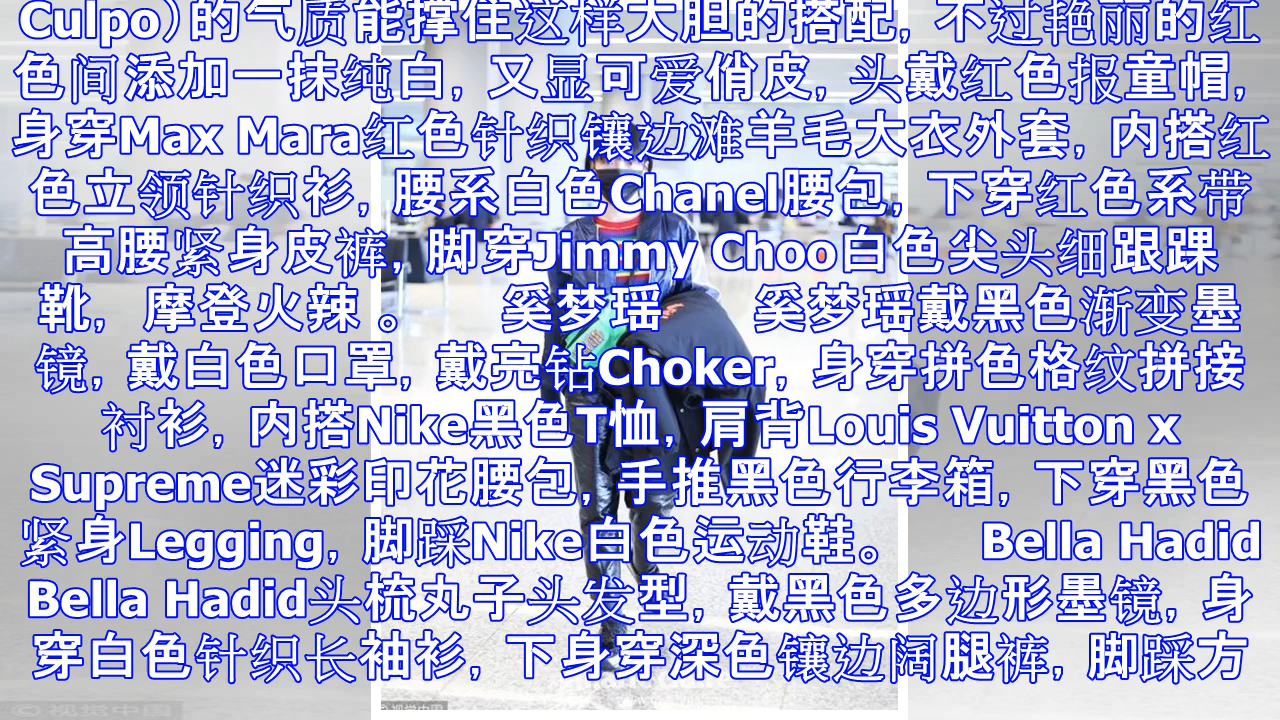 Culpo)的气质能撑住这样大胆的搭配, 不过艳丽的红
色间添加一抹纯白, 又显可爱俏皮, 头戴红色报童帽,
身穿Max Mara红色针织镶边滩羊毛大衣外套, 内搭红
色立领针织衫, 腰系白色Chanel腰包, 下穿红色系带
高腰紧身皮裤, 脚穿Jimmy Choo白色尖头细跟踝
靴, 摩登火辣。 奚梦瑶 奚梦瑶戴黑色渐变墨
镜, 戴白色口罩, 戴亮钻Choker, 身穿拼色格纹拼接
衬衫, 内搭Nike黑色T恤, 肩背Louis Vuitton x
Supreme迷彩印花腰包, 手推黑色行李箱, 下穿黑色
紧身Legging, 脚踩Nike白色运动鞋。 Bella Hadid
Bella Hadid头梳丸子头发型, 戴黑色多边形墨镜, 身
穿白色针织长袖衫, 下身穿深色镶边阔腿裤, 脚踩方
©视觉中国
©视觉中国